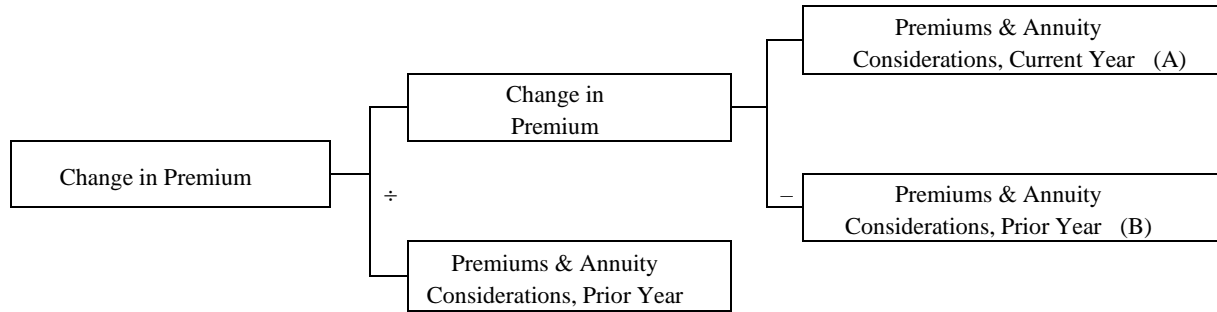 Premiums & Annuity
Considerations, Current Year (A)
Change in
Premium
Change in Premium
÷
–
Premiums & Annuity
Considerations, Prior Year (B)
Premiums & Annuity
Considerations, Prior Year